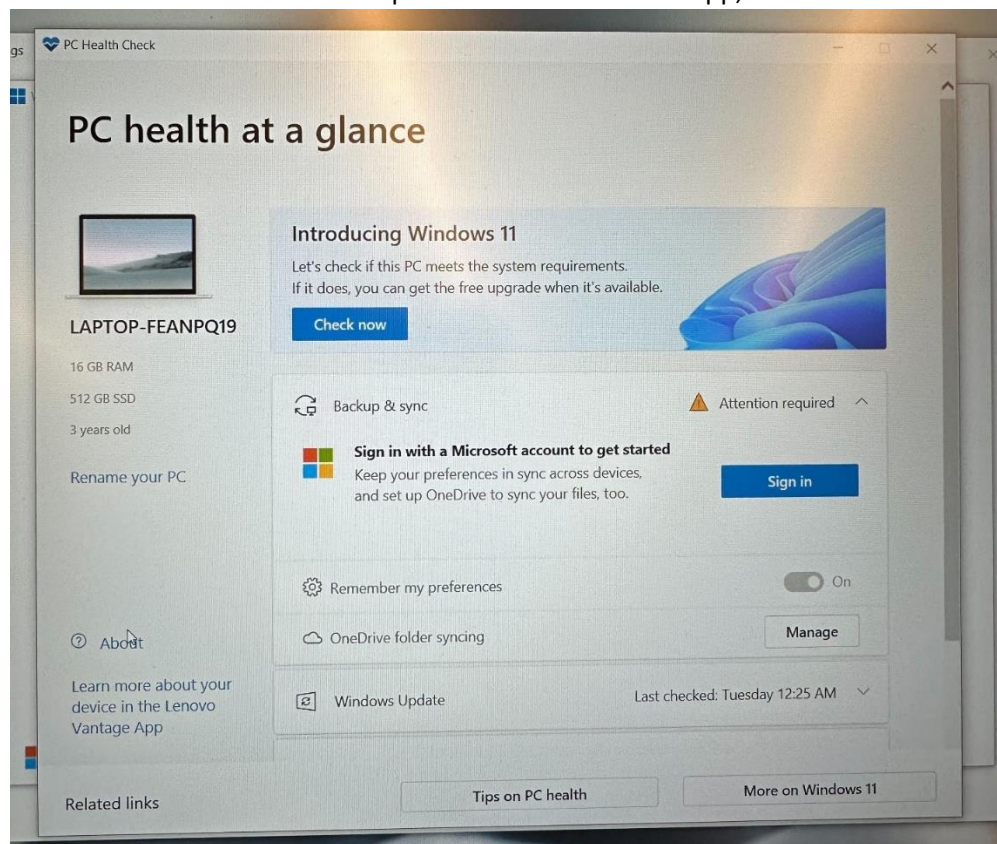 gs
PC Health Check
PC health at a glance
Introducing Windows 11
Let's check if this PC meets the system requirements.
If it does, you can get the free upgrade when it's available.
Check now
LAPTOP-FEANPQ19
16 GB RAM
512 GB SSD
3 years old
Rename your PC
Backup & sync
Attention required
Sign in with a Microsoft account to get started
Keep your preferences in sync across devices,
and set up OneDrive to sync your files, too.
Sign in
Remember my preferences
On
OneDrive folder syncing
Manage
About
Learn more about your
device in the Lenovo
Vantage App
Windows Update
Last checked: Tuesday 12:25 AM
Related links
Tips on PC health
More on Windows 11